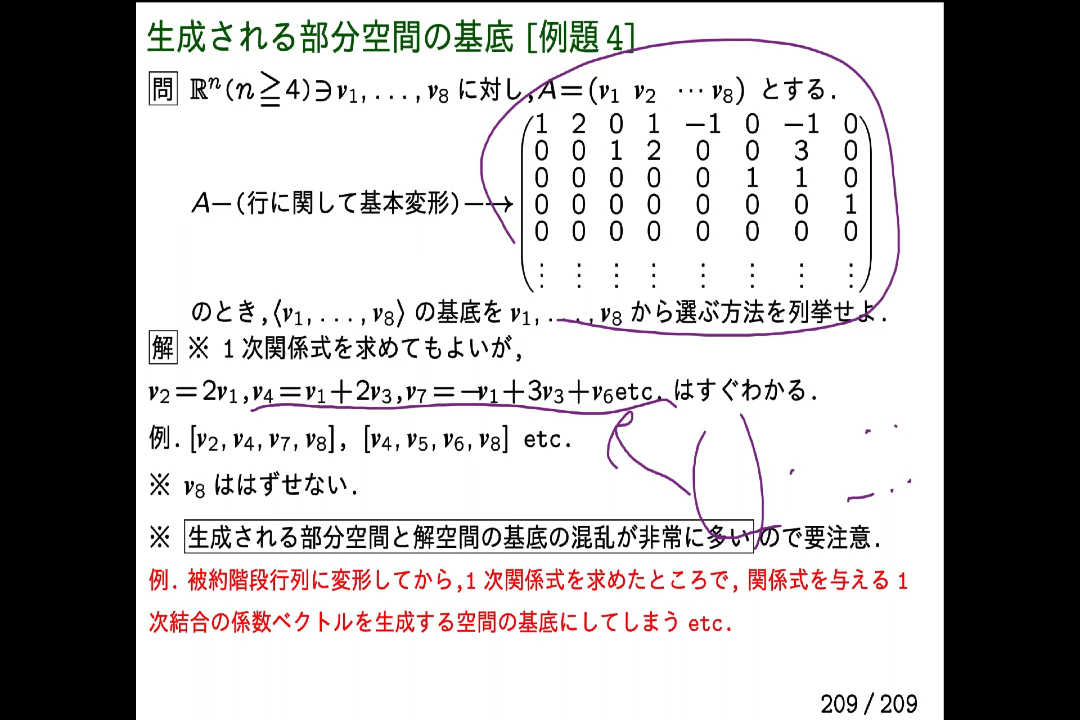 生成される部分空間の基底 [例題 4]
問 ℝⁿ(n≧4)∋v₁,...,v₈ に対し,A=(v₁ v₂ ⋯v₈) とする.
1 2 0 1 −1 0 −1 0
0 0 1 2 0 0 3 0
0 0 0 0 0 1 1 0
A—(行に関して基本変形)—→
0 0 0 0 0 0 0 1
0 0 0 0 0 0 0 0
⋮ ⋮ ⋮ ⋮ ⋮ ⋮ ⋮ ⋮
のとき,⟨v₁,...,v₈⟩ の基底を v₁,...,v₈ から選ぶ方法を列挙せよ.
解 ※ 1 次関係式を求めてもよいが,
v₂=2v₁,v₄=v₁+2v₃,v₇=−v₁+3v₃+v₆etc. はすぐわかる.
例.[v₂,v₄,v₇,v₈], [v₄,v₅,v₆,v₈] etc.
※ v₈ ははずせない.
※ 生成される部分空間と解空間の基底の混乱が非常に多いので要注意.
例. 被約階段行列に変形してから,1 次関係式を求めたところで, 関係式を与える 1
次結合の係数ベクトルを生成する空間の基底にしてしまう etc.
209 / 209